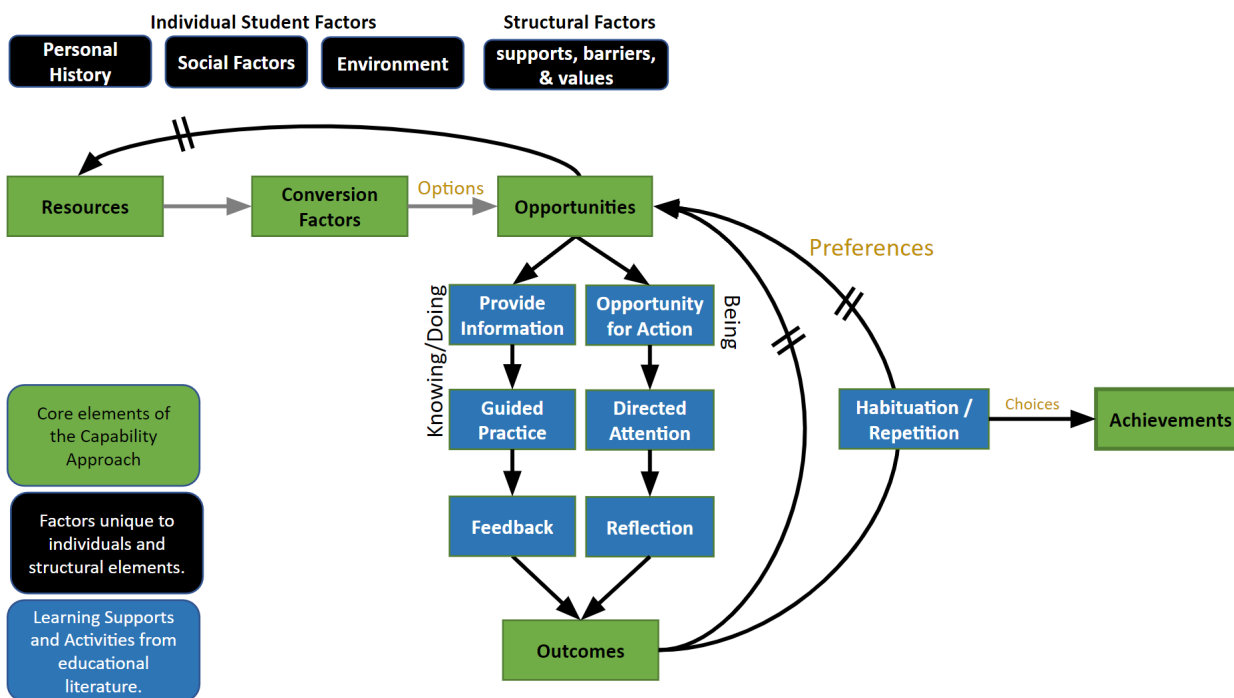 Individual Student Factors
Structural Factors
Personal
History
Social Factors
Environment
supports, barriers,
& values
Resources
Conversion
Factors
Options
Opportunities
Preferences
Knowing/Doing
Provide
Information
Opportunity
for Action
Being
Guided
Practice
Directed
Attention
Habituation /
Repetition
Choices
Achievements
Feedback
Reflection
Outcomes
Core elements of
the Capability
Approach
Factors unique to
individuals and
structural elements.
Learning Supports
and Activities from
educational
literature.